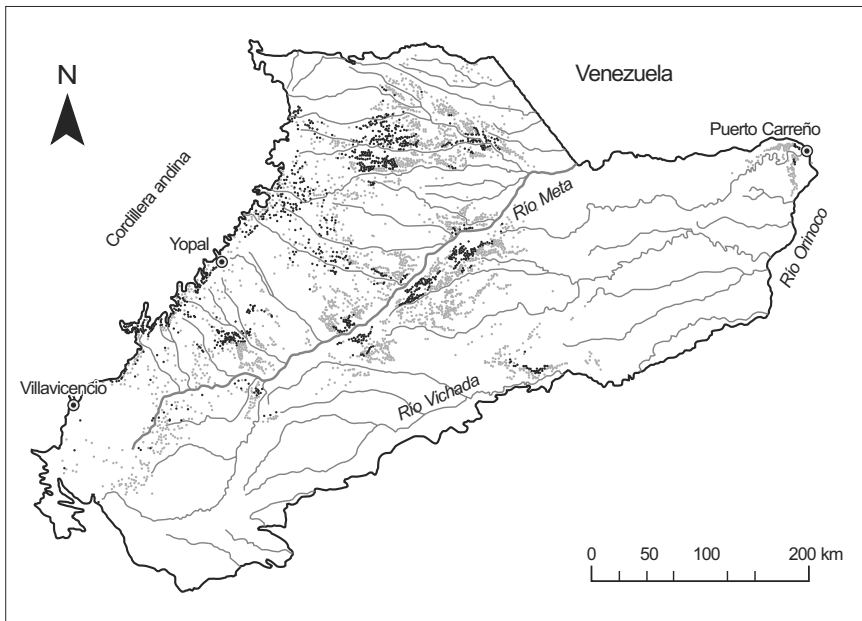 N
Venezuela
Puerto Carreño
Cordillera andina
Río Meta
Yopal
Río Orinoco
Villavicencio
Río Vichada
0 50 100 200 km